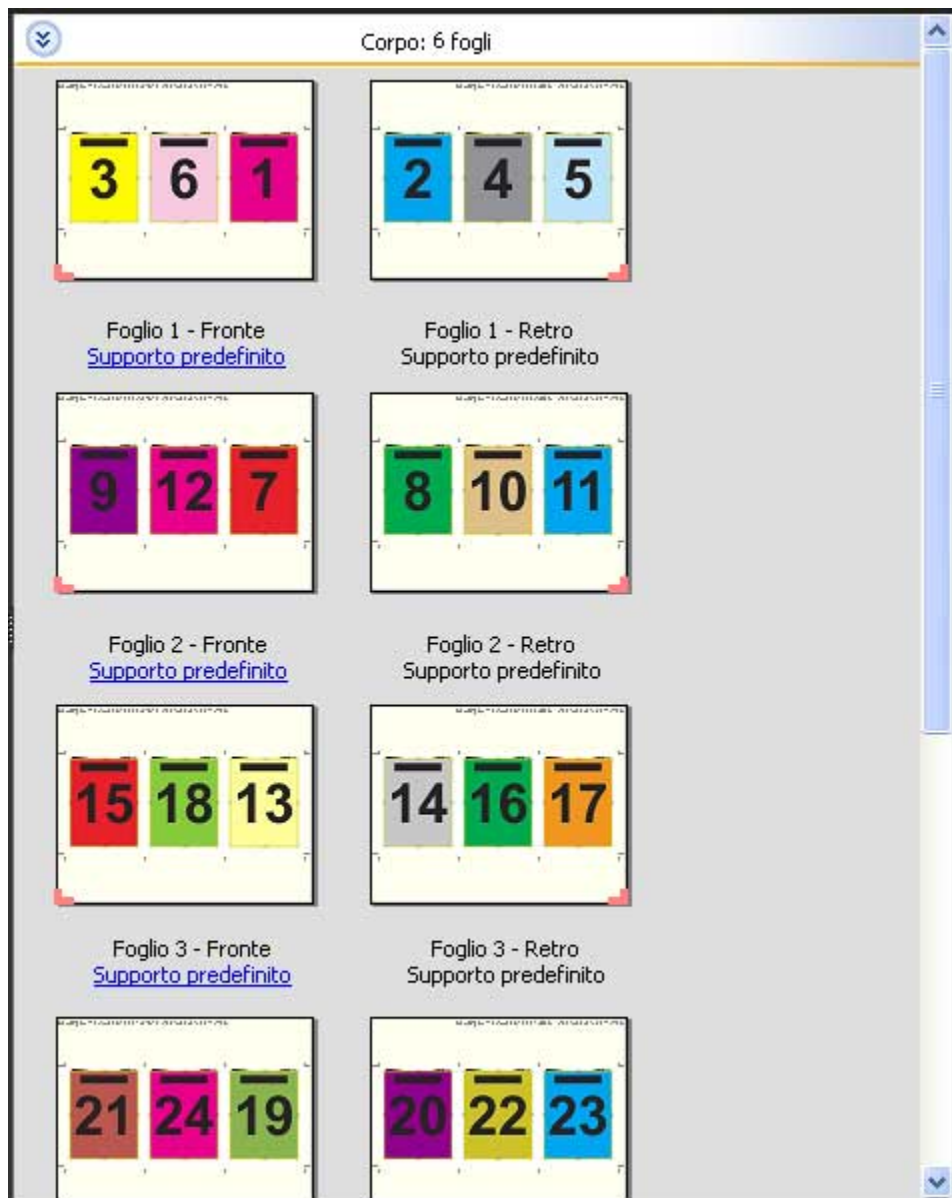 Corpo: 6 fogli
3 6 1
2 4 5
Foglio 1 - Fronte
Supporto predefinito
Foglio 1 - Retro
Supporto predefinito
9 12 7
8 10 11
Foglio 2 - Fronte
Supporto predefinito
Foglio 2 - Retro
Supporto predefinito
15 18 13
14 16 17
Foglio 3 - Fronte
Supporto predefinito
Foglio 3 - Retro
Supporto predefinito
21 24 19
20 22 23